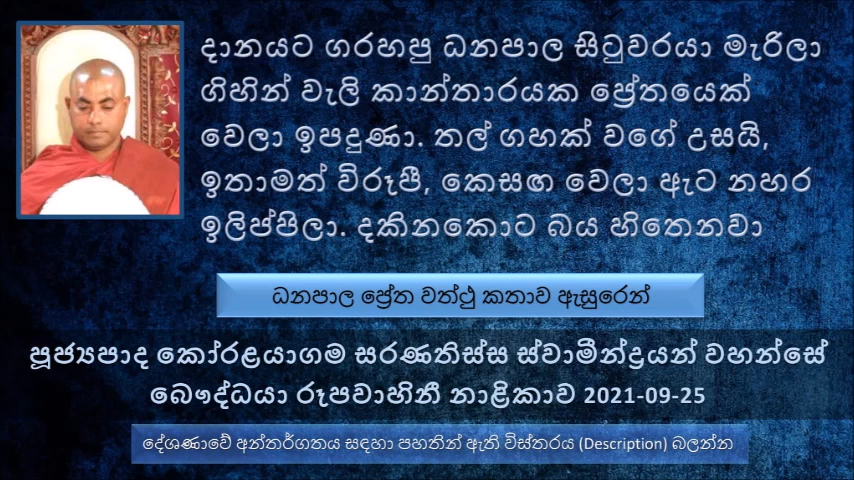 දානයට ගරහපු ධනපාල සිටුවරයා මැරිලා
ගිහින් වැලි කාන්තාරයක ප්‍රේතයෙක්
වෙලා ඉපදුණා. තල් ගහක් වගේ උසයි,
ඉතාමත් විරූපී, කෙසඟ වෙලා ඇට නහර
ඉලිප්පිලා. දකිනකොට බය හිතෙනවා
ධනපාල ප්‍රේත වත්ථු කතාව ඇසුරෙන්
පූජ්‍යපාද කෝරළයාගම සරණතිස්ස ස්වාමීන්ද්‍රයන් වහන්සේ
බෞද්ධයා රූපවාහිනී නාළිකාව 2021-09-25
දේශණාවේ අන්තර්ගතය සඳහා පහතින් ඇති විස්තරය (Description) බලන්න